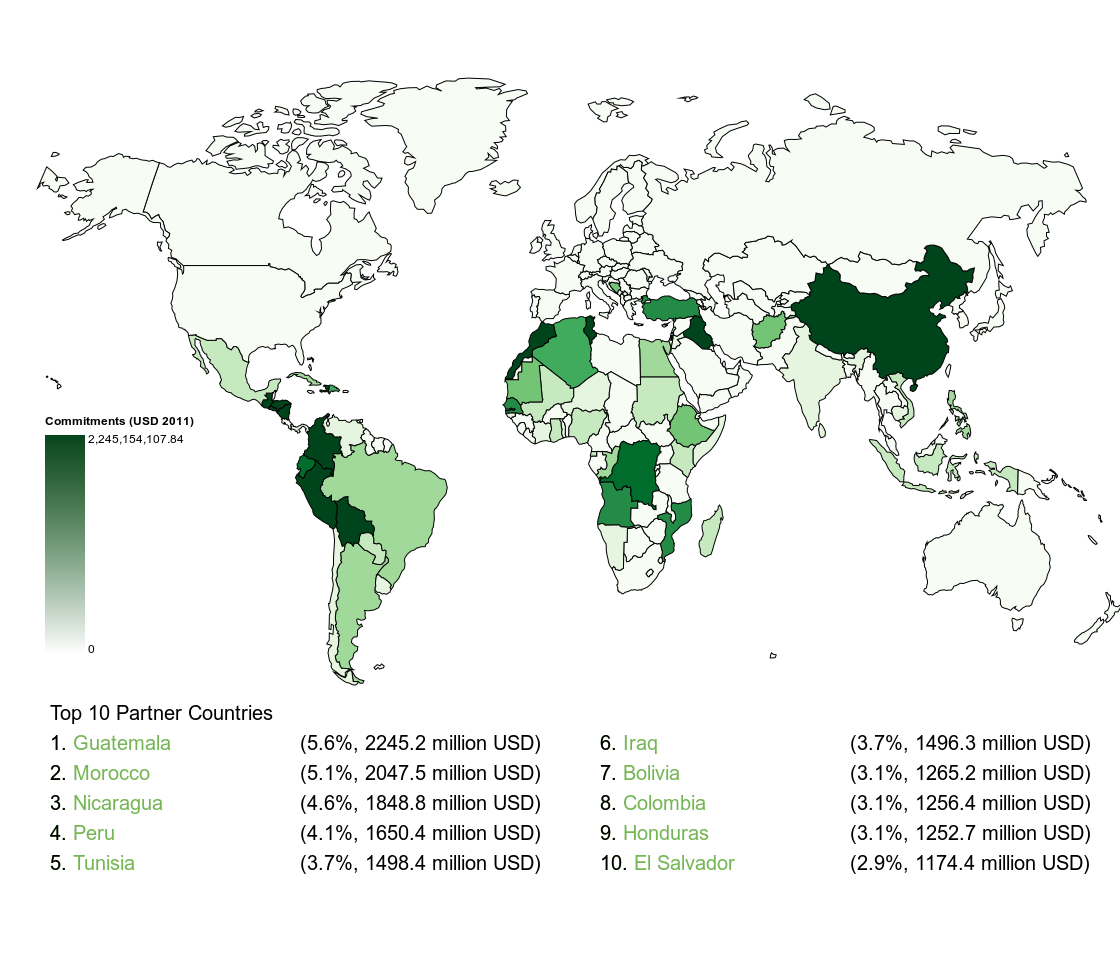 Commitments (USD 2011)
2,245,154,107.84
0
Top 10 Partner Countries
1. Guatemala (5.6%, 2245.2 million USD)
2. Morocco (5.1%, 2047.5 million USD)
3. Nicaragua (4.6%, 1848.8 million USD)
4. Peru (4.1%, 1650.4 million USD)
5. Tunisia (3.7%, 1498.4 million USD)
6. Iraq (3.7%, 1496.3 million USD)
7. Bolivia (3.1%, 1265.2 million USD)
8. Colombia (3.1%, 1256.4 million USD)
9. Honduras (3.1%, 1252.7 million USD)
10. El Salvador (2.9%, 1174.4 million USD)